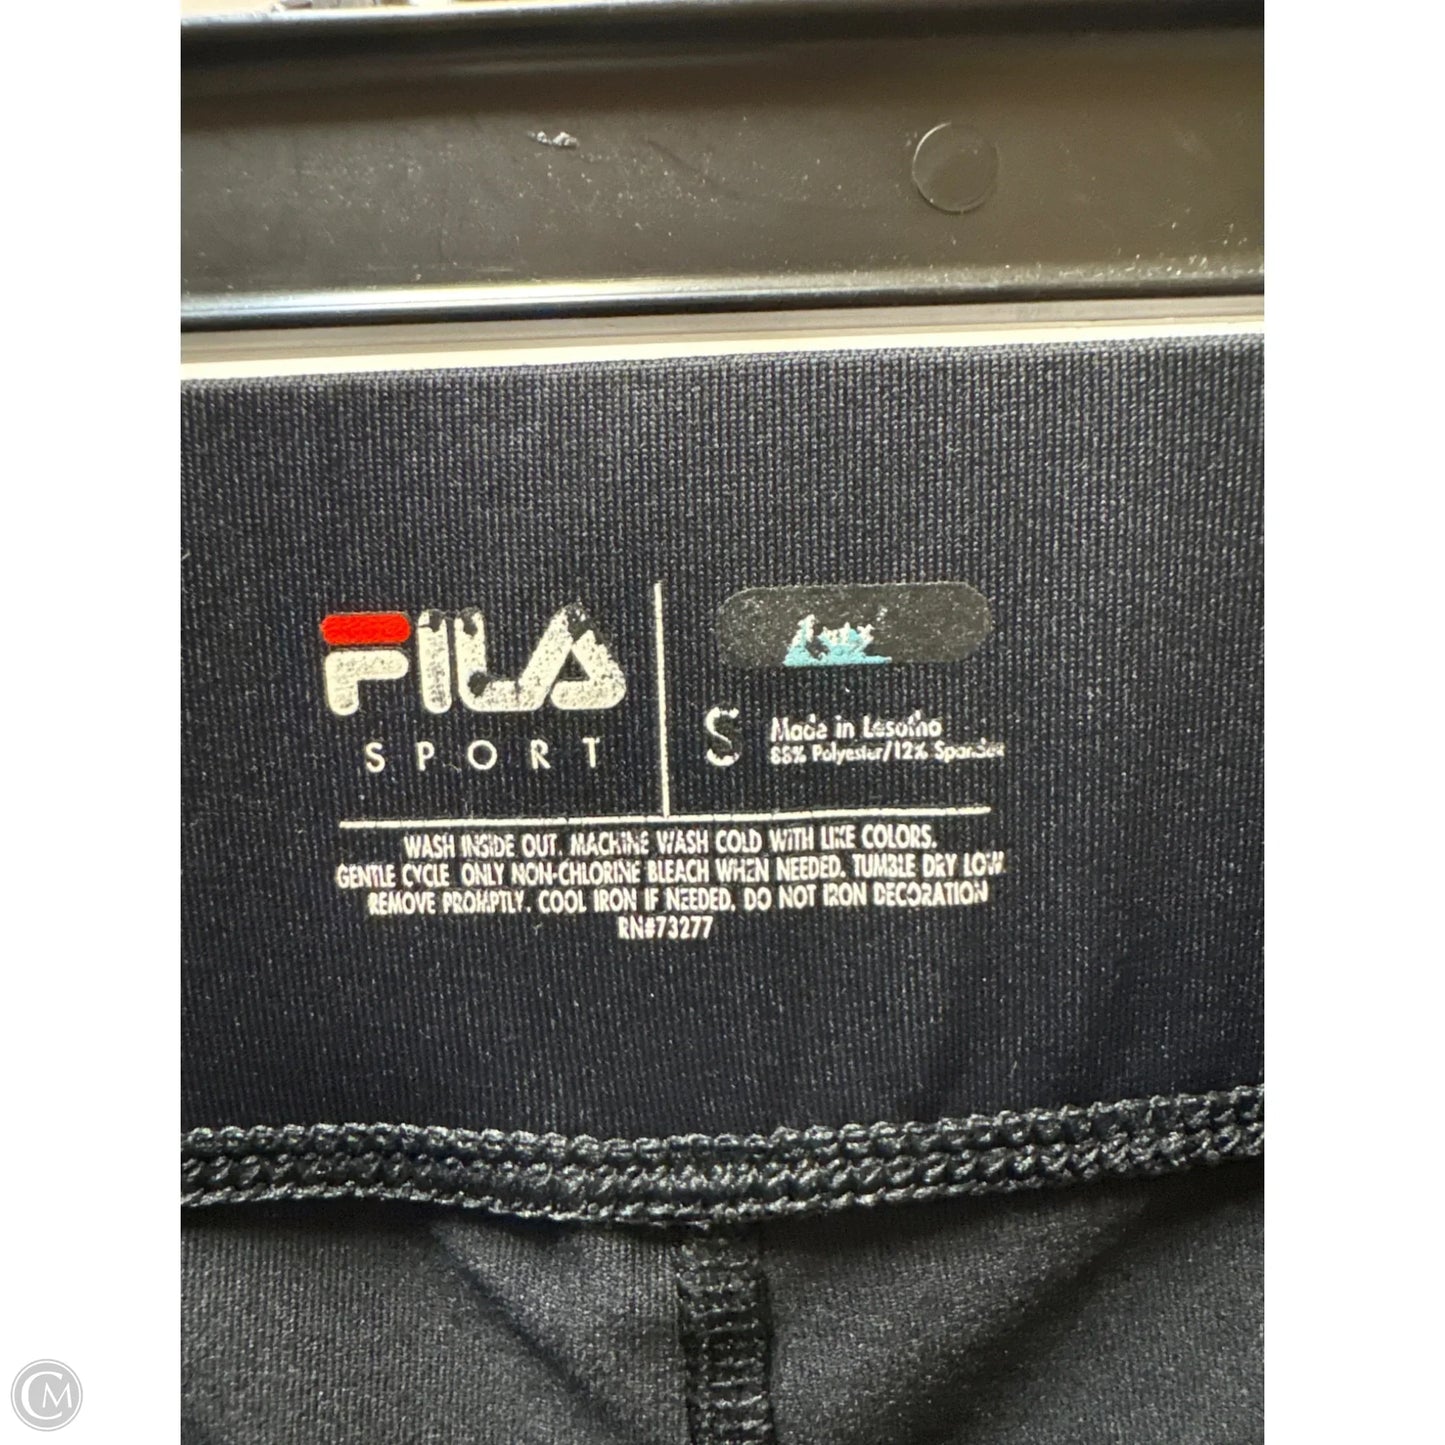 FILA
SPORT
S
Made in Lesotho
88% Polyester/12% Spandex
WASH INSIDE OUT. MACHINE WASH COLD WITH LIKE COLORS.
GENTLE CYCLE. ONLY NON-CHLORINE BLEACH WHEN NEEDED. TUMBLE DRY LOW
REMOVE PROMPTLY. COOL IRON IF NEEDED. DO NOT IRON DECORATION
RN#73277
CM